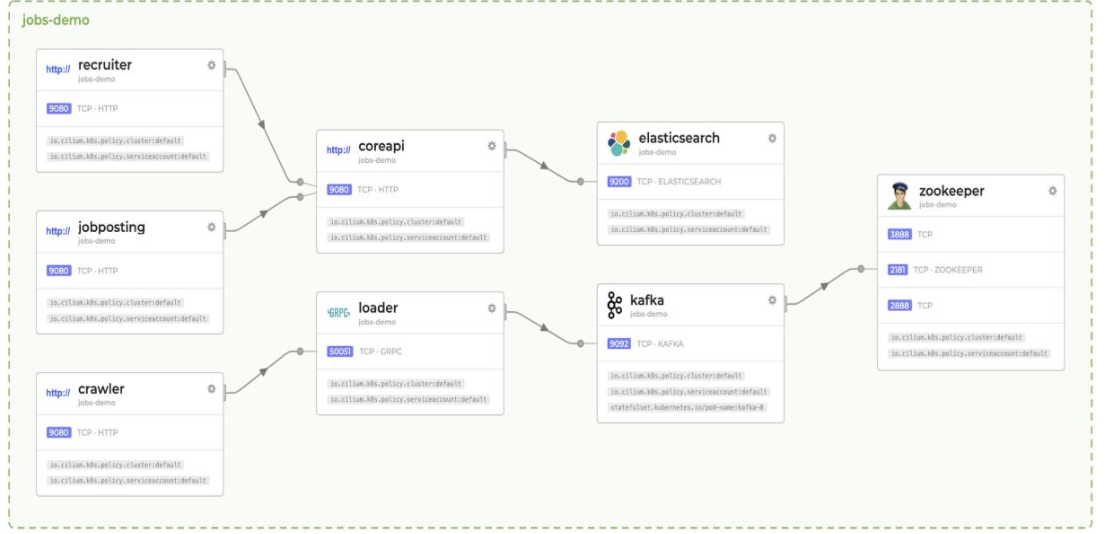 jobs-demo
http:// recruiter
jobs-demo
9080 TCP · HTTP
io.cilium.k8s.policy.cluster:default
io.cilium.k8s.policy.serviceaccount:default
http:// jobposting
jobs-demo
9080 TCP · HTTP
io.cilium.k8s.policy.cluster:default
io.cilium.k8s.policy.serviceaccount:default
http:// crawler
jobs-demo
9080 TCP · HTTP
io.cilium.k8s.policy.cluster:default
io.cilium.k8s.policy.serviceaccount:default
http:// coreapi
jobs-demo
9080 TCP · HTTP
io.cilium.k8s.policy.cluster:default
io.cilium.k8s.policy.serviceaccount:default
GRPC loader
jobs-demo
50051 TCP · GRPC
io.cilium.k8s.policy.cluster:default
io.cilium.k8s.policy.serviceaccount:default
elasticsearch
jobs-demo
9200 TCP · ELASTICSEARCH
io.cilium.k8s.policy.cluster:default
io.cilium.k8s.policy.serviceaccount:default
kafka
jobs-demo
9092 TCP · KAFKA
io.cilium.k8s.policy.cluster:default
io.cilium.k8s.policy.serviceaccount:default
statefulset.kubernetes.io/pod-name:kafka-0
zookeeper
jobs-demo
3888 TCP
2181 TCP · ZOOKEEPER
2888 TCP
io.cilium.k8s.policy.cluster:default
io.cilium.k8s.policy.serviceaccount:default